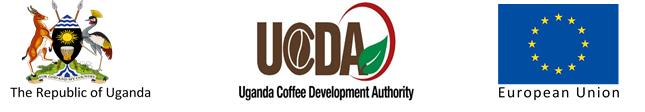 UCDA
Uganda Coffee Development Authority
The Republic of Uganda
European Union